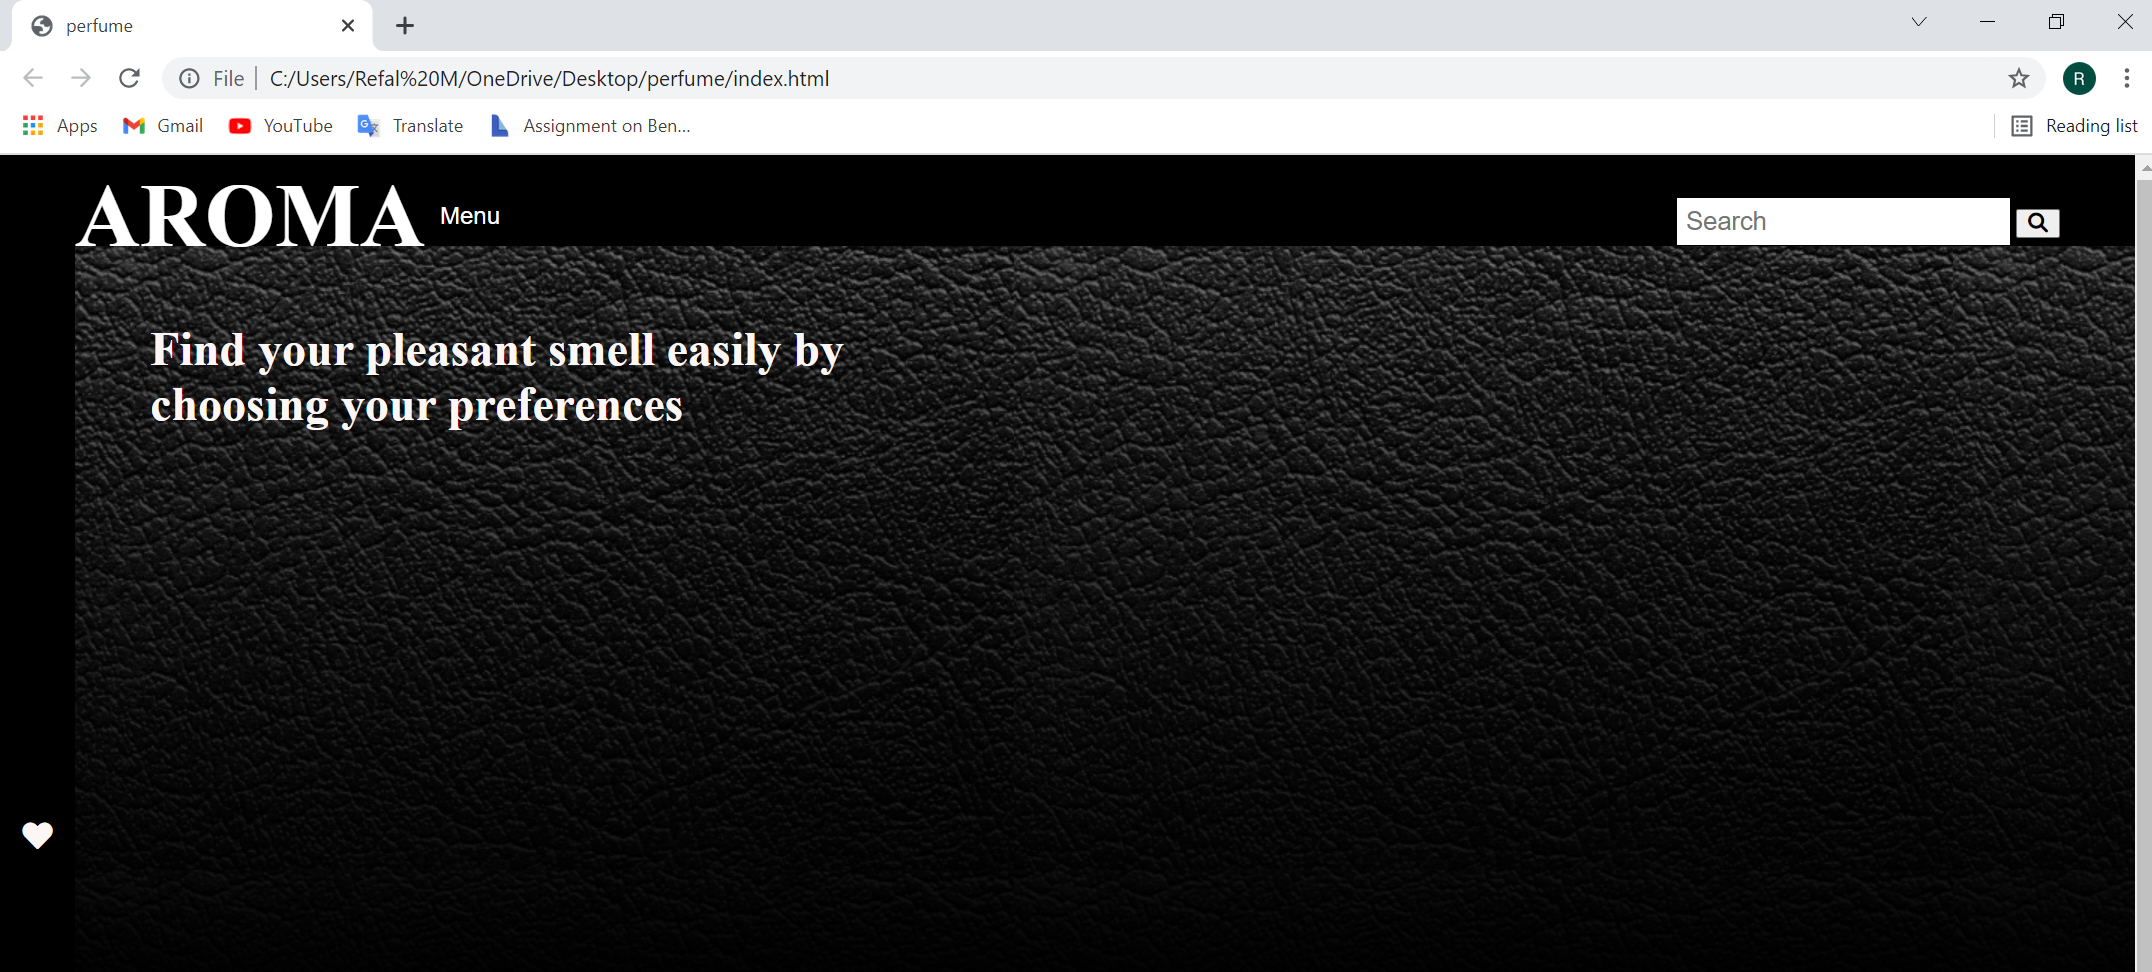 perfume
File
C:/Users/Refal%20M/OneDrive/Desktop/perfume/index.html
R
Apps
Gmail
YouTube
Translate
Assignment on Ben...
Reading list
AROMA
Menu
Search
Find your pleasant smell easily by
choosing your preferences